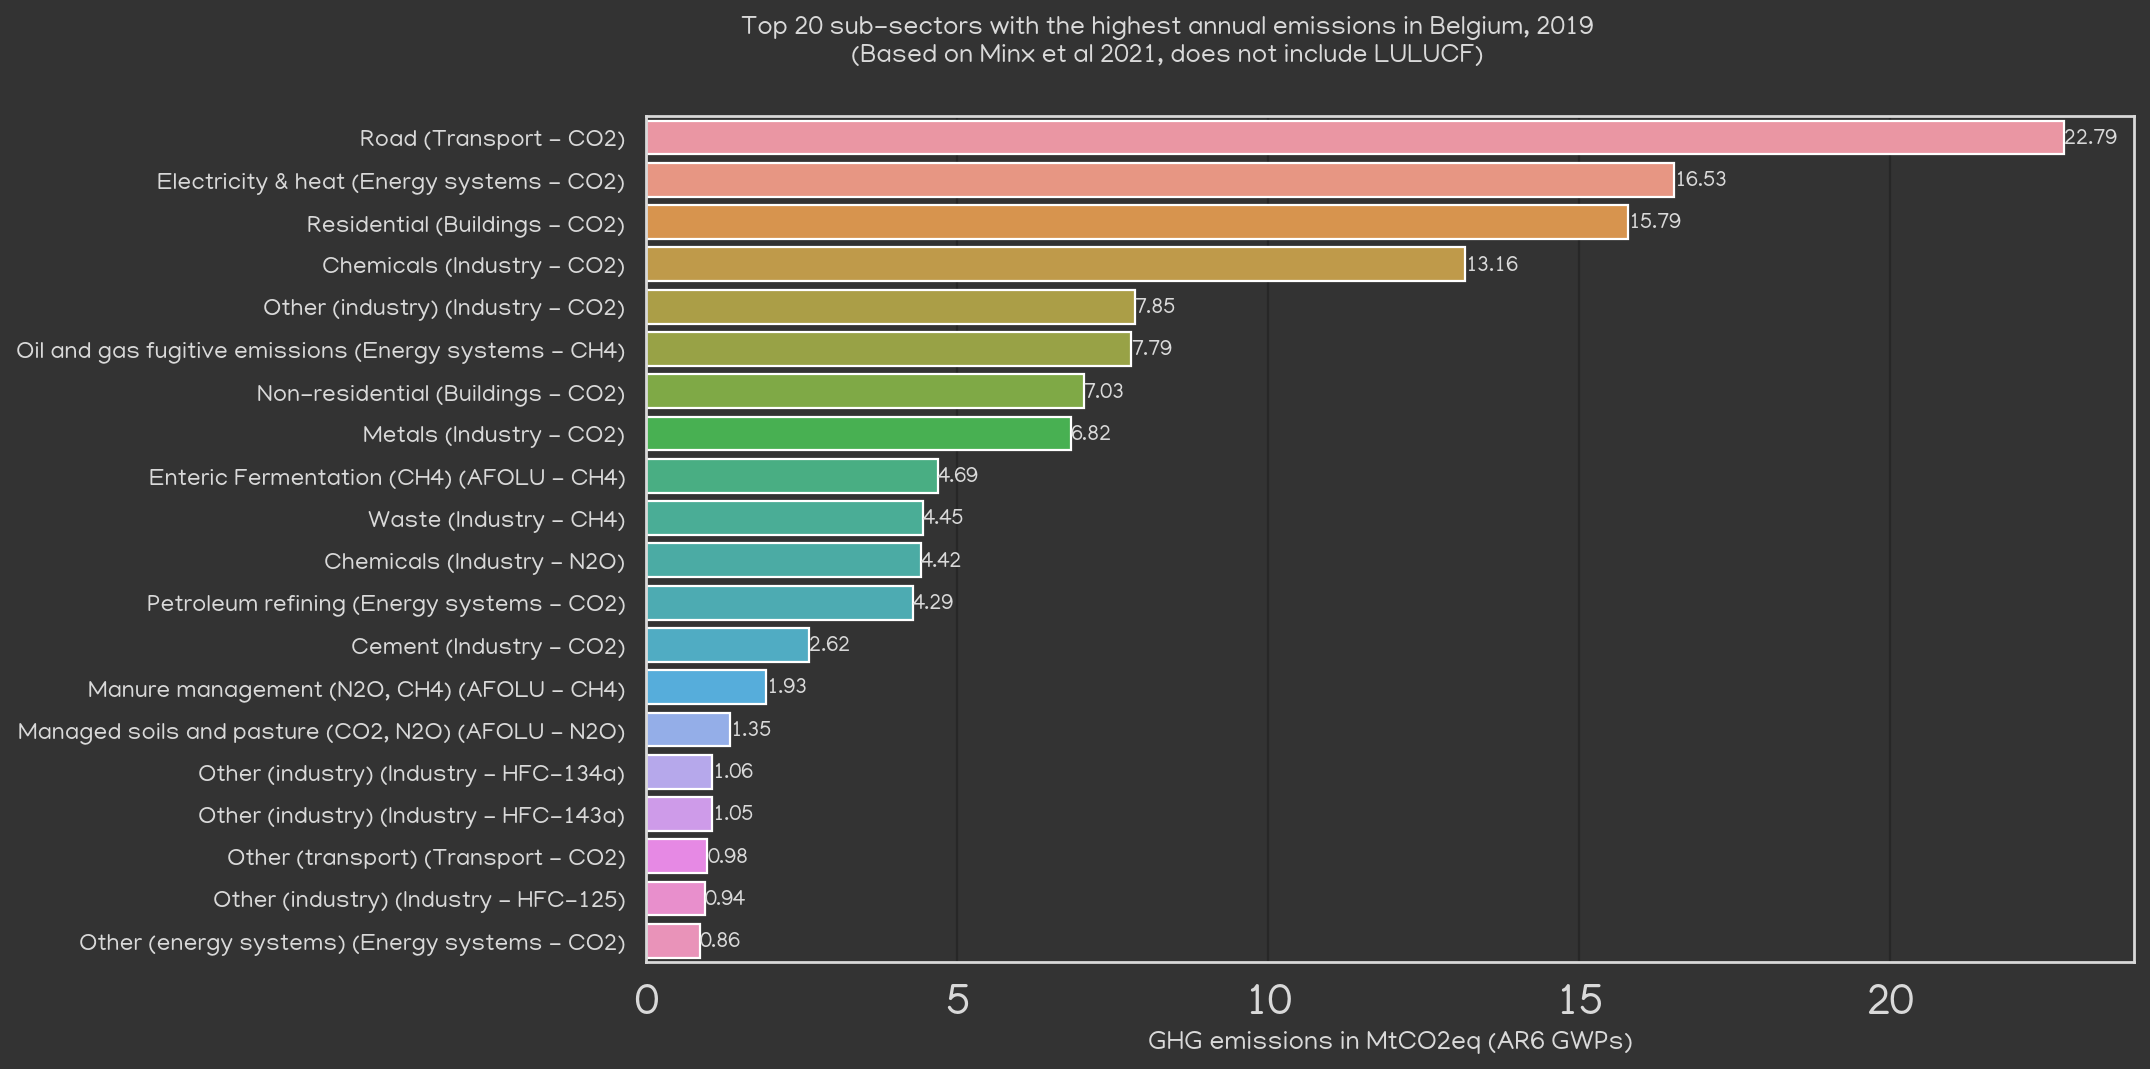 Top 20 sub-sectors with the highest annual emissions in Belgium, 2019
(Based on Minx et al 2021, does not include LULUCF)
Road (Transport - CO2) 22.79
Electricity & heat (Energy systems - CO2) 16.53
Residential (Buildings - CO2) 15.79
Chemicals (Industry - CO2) 13.16
Other (industry) (Industry - CO2) 7.85
Oil and gas fugitive emissions (Energy systems - CH4) 7.79
Non-residential (Buildings - CO2) 7.03
Metals (Industry - CO2) 6.82
Enteric Fermentation (CH4) (AFOLU - CH4) 4.69
Waste (Industry - CH4) 4.45
Chemicals (Industry - N2O) 4.42
Petroleum refining (Energy systems - CO2) 4.29
Cement (Industry - CO2) 2.62
Manure management (N2O, CH4) (AFOLU - CH4) 1.93
Managed soils and pasture (CO2, N2O) (AFOLU - N2O) 1.35
Other (industry) (Industry - HFC-134a) 1.06
Other (industry) (Industry - HFC-143a) 1.05
Other (transport) (Transport - CO2) 0.98
Other (industry) (Industry - HFC-125) 0.94
Other (energy systems) (Energy systems - CO2) 0.86
0 5 10 15 20
GHG emissions in MtCO2eq (AR6 GWPs)